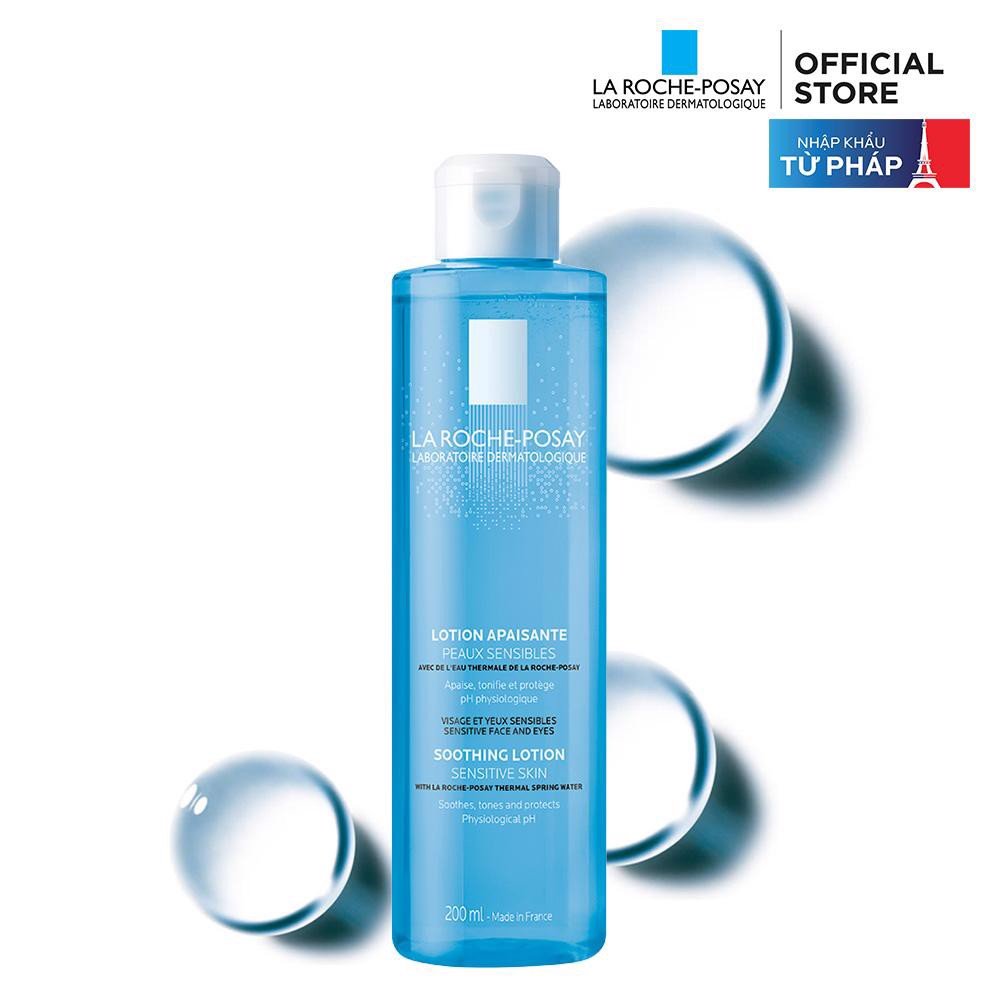 LA ROCHE-POSAY
LABORATOIRE DERMATOLOGIQUE
OFFICIAL
STORE
NHẬP KHẨU
TỪ PHÁP
LA ROCHE-POSAY
LABORATOIRE DERMATOLOGIQUE
LOTION APAISANTE
PEAUX SENSIBLES
AVEC DE L'EAU THERMALE DE LA ROCHE-POSAY
Apaise, tonifie et protège
pH physiologique
VISAGE ET YEUX SENSIBLES
SENSITIVE FACE AND EYES
SOOTHING LOTION
SENSITIVE SKIN
WITH LA ROCHE-POSAY THERMAL SPRING WATER
Soothes, tones and protects
Physiological pH
200 ml - Made in France